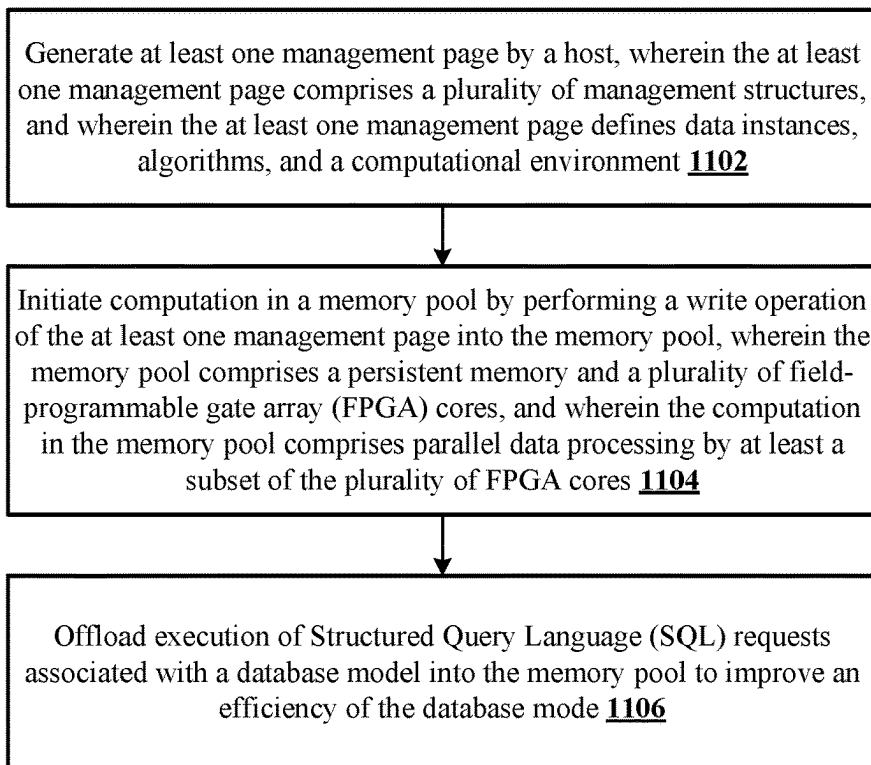 Generate at least one management page by a host, wherein the at least
one management page comprises a plurality of management structures,
and wherein the at least one management page defines data instances,
algorithms, and a computational environment 1102
Initiate computation in a memory pool by performing a write operation
of the at least one management page into the memory pool, wherein the
memory pool comprises a persistent memory and a plurality of field-
programmable gate array (FPGA) cores, and wherein the computation
in the memory pool comprises parallel data processing by at least a
subset of the plurality of FPGA cores 1104
Offload execution of Structured Query Language (SQL) requests
associated with a database model into the memory pool to improve an
efficiency of the database mode 1106